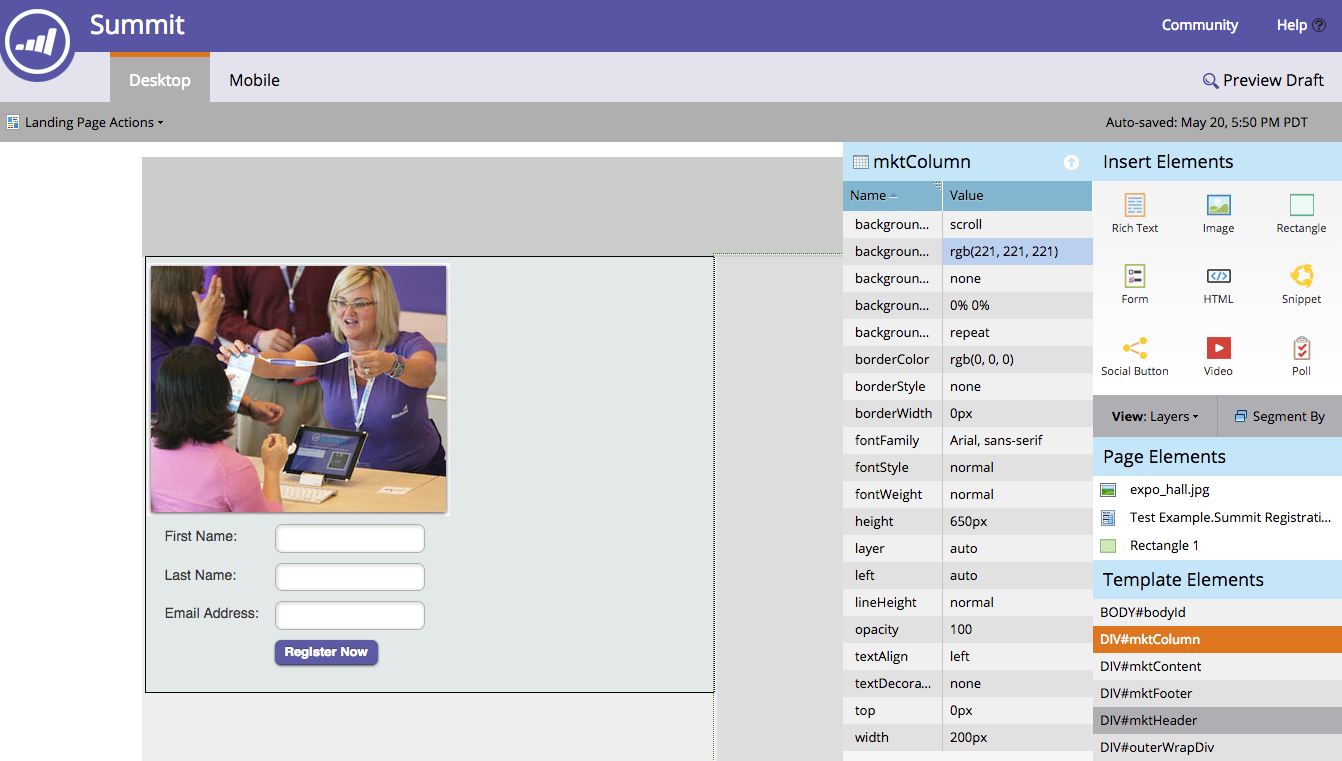 Summit
Community
Help
Desktop
Mobile
Preview Draft
Landing Page Actions
Auto-saved: May 20, 5:50 PM PDT
First Name:
Last Name:
Email Address:
Register Now
mktColumn
Name Value
backgroun... scroll
backgroun... rgb(221, 221, 221)
backgroun... none
backgroun... 0% 0%
backgroun... repeat
borderColor rgb(0, 0, 0)
borderStyle none
borderWidth 0px
fontFamily Arial, sans-serif
fontStyle normal
fontWeight normal
height 650px
layer auto
left auto
lineHeight normal
opacity 100
textAlign left
textDecora... none
top 0px
width 200px
Insert Elements
Rich Text Image Rectangle
Form HTML Snippet
Social Button Video Poll
View: Layers Segment By
Page Elements
expo_hall.jpg
Test Example.Summit Registrati...
Rectangle 1
Template Elements
BODY#bodyId
DIV#mktColumn
DIV#mktContent
DIV#mktFooter
DIV#mktHeader
DIV#outerWrapDiv